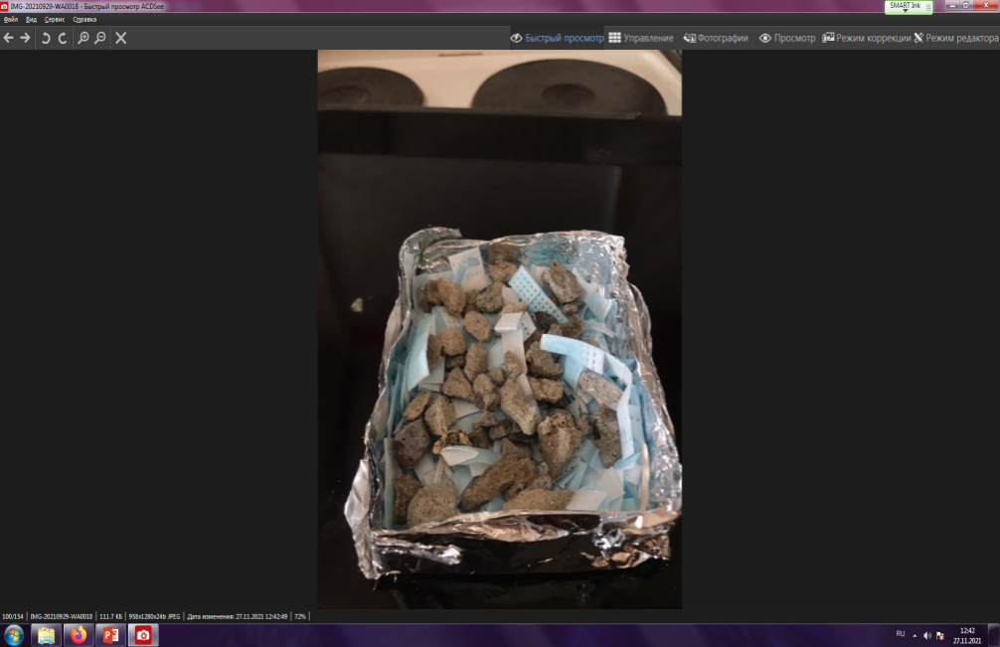 IMG-20210929-WA0018 - Быстрый просмотр ACDSee
SMART Ink
Файл Вид Сервис Справка
Быстрый просмотр Управление Фотографии Просмотр Режим коррекции Режим редактора
100/154 IMG-20210929-WA0018 111.7 КБ 958x1280x24b JPEG Дата изменения: 27.11.2021 12:42:49 72%
RU
12:42
27.11.2021